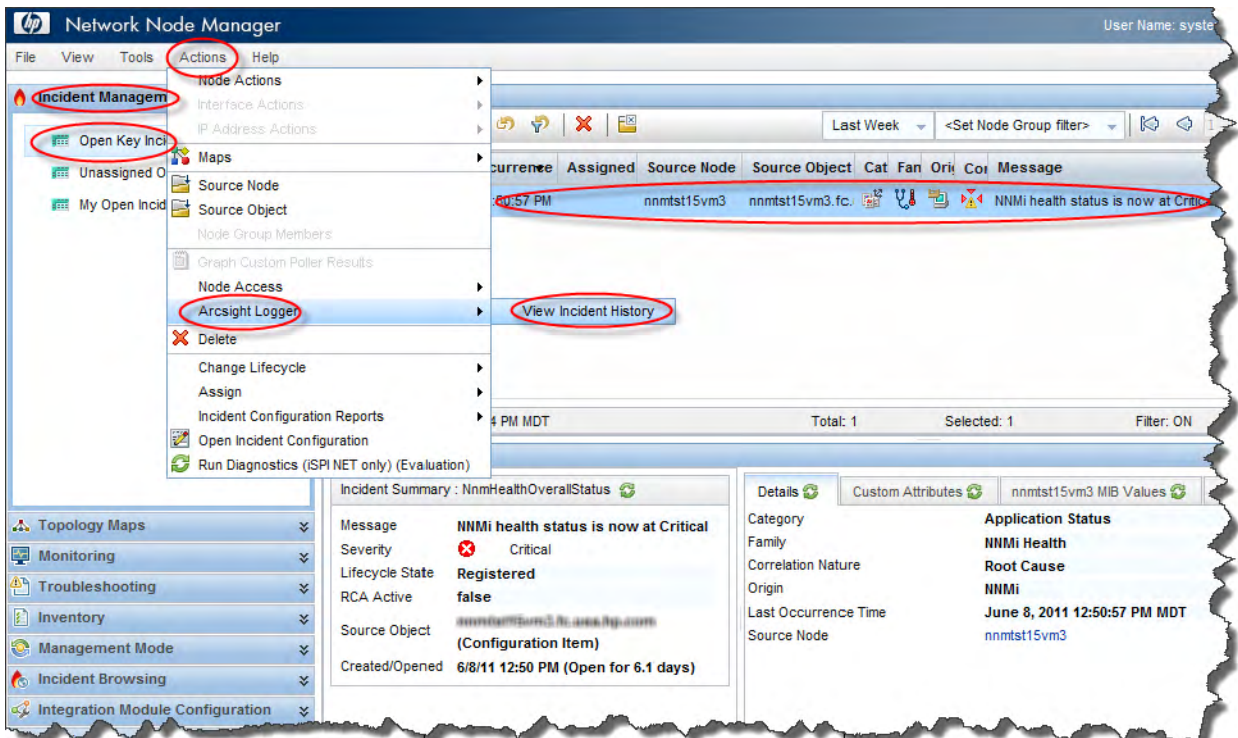 hp Network Node Manager
User Name: syste
File View Tools Actions Help
Incident Managem
Open Key Inci
Unassigned O
My Open Incid
Node Actions
Interface Actions
IP Address Actions
Maps
Source Node
Source Object
Node Group Members
Graph Custom Poller Results
Node Access
Arcsight Logger
View Incident History
Delete
Change Lifecycle
Assign
Incident Configuration Reports
Open Incident Configuration
Run Diagnostics (iSPI NET only) (Evaluation)
Last Week <Set Node Group filter> 1
currence Assigned Source Node Source Object Cat Fan Ori Cor Message
:50:57 PM nnmtst15vm3 nnmtst15vm3.fc. NNMi health status is now at Critic
4 PM MDT Total: 1 Selected: 1 Filter: ON
Topology Maps
Monitoring
Troubleshooting
Inventory
Management Mode
Incident Browsing
Integration Module Configuration
Incident Summary : NnmHealthOverallStatus
Message NNMi health status is now at Critical
Severity Critical
Lifecycle State Registered
RCA Active false
Source Object
(Configuration Item)
Created/Opened 6/8/11 12:50 PM (Open for 6.1 days)
Details Custom Attributes nnmtst15vm3 MIB Values
Category Application Status
Family NNMi Health
Correlation Nature Root Cause
Origin NNMi
Last Occurrence Time June 8, 2011 12:50:57 PM MDT
Source Node nnmtst15vm3